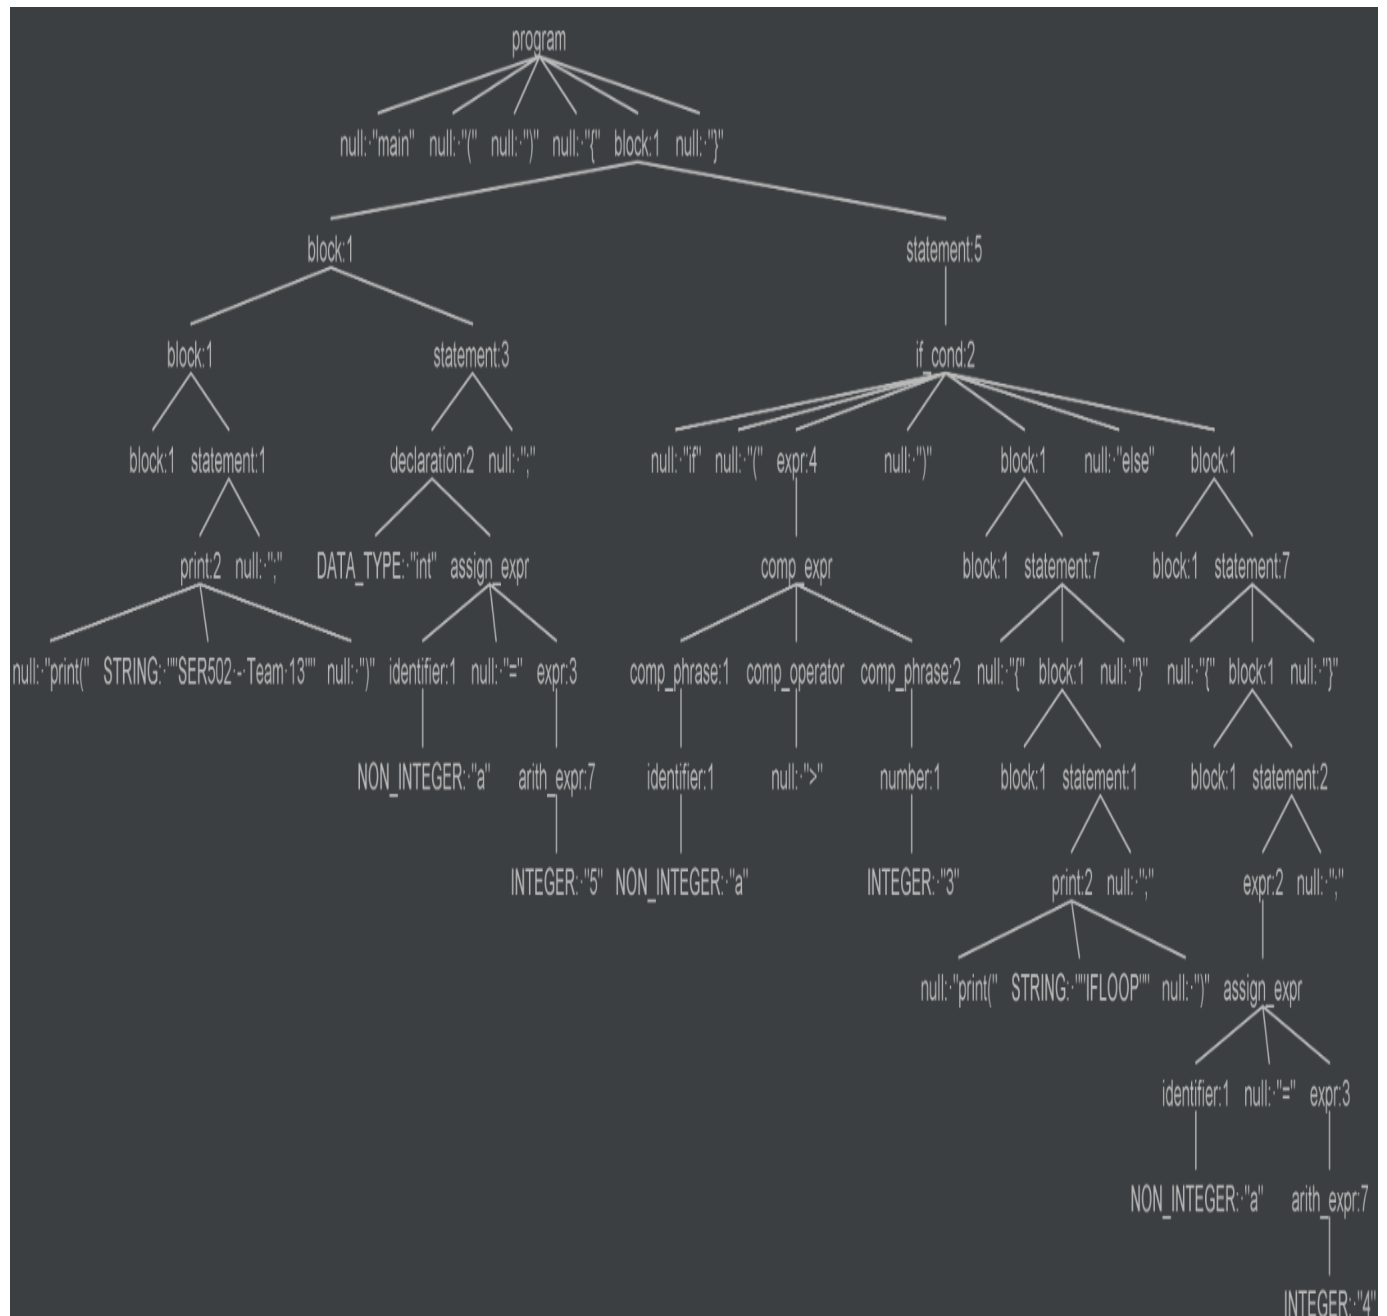 program
null:·"main" null:·"(" null:·")" null:·"{" block:1 null:·"}"
block:1 statement:5
block:1 statement:3 if_cond:2
block:1 statement:1 declaration:2 null:·";" null:·"if" null:·"(" expr:4 null:·")" block:1 null:·"else" block:1
print:2 null:·";" DATA_TYPE:·"int" assign_expr comp_expr block:1 statement:7 block:1 statement:7
null:·"print(" STRING:·""SER502·-·Team·13"" null:·")" identifier:1 null:·"=" expr:3 comp_phrase:1 comp_operator comp_phrase:2 null:·"{" block:1 null:·"}" null:·"{" block:1 null:·"}"
NON_INTEGER:·"a" arith_expr:7 identifier:1 null:·">" number:1 block:1 statement:1 block:1 statement:2
INTEGER:·"5" NON_INTEGER:·"a" INTEGER:·"3" print:2 null:·";" expr:2 null:·";"
null:·"print(" STRING:·""IFLOOP"" null:·")" assign_expr
identifier:1 null:·"=" expr:3
NON_INTEGER:·"a" arith_expr:7
INTEGER:·"4"